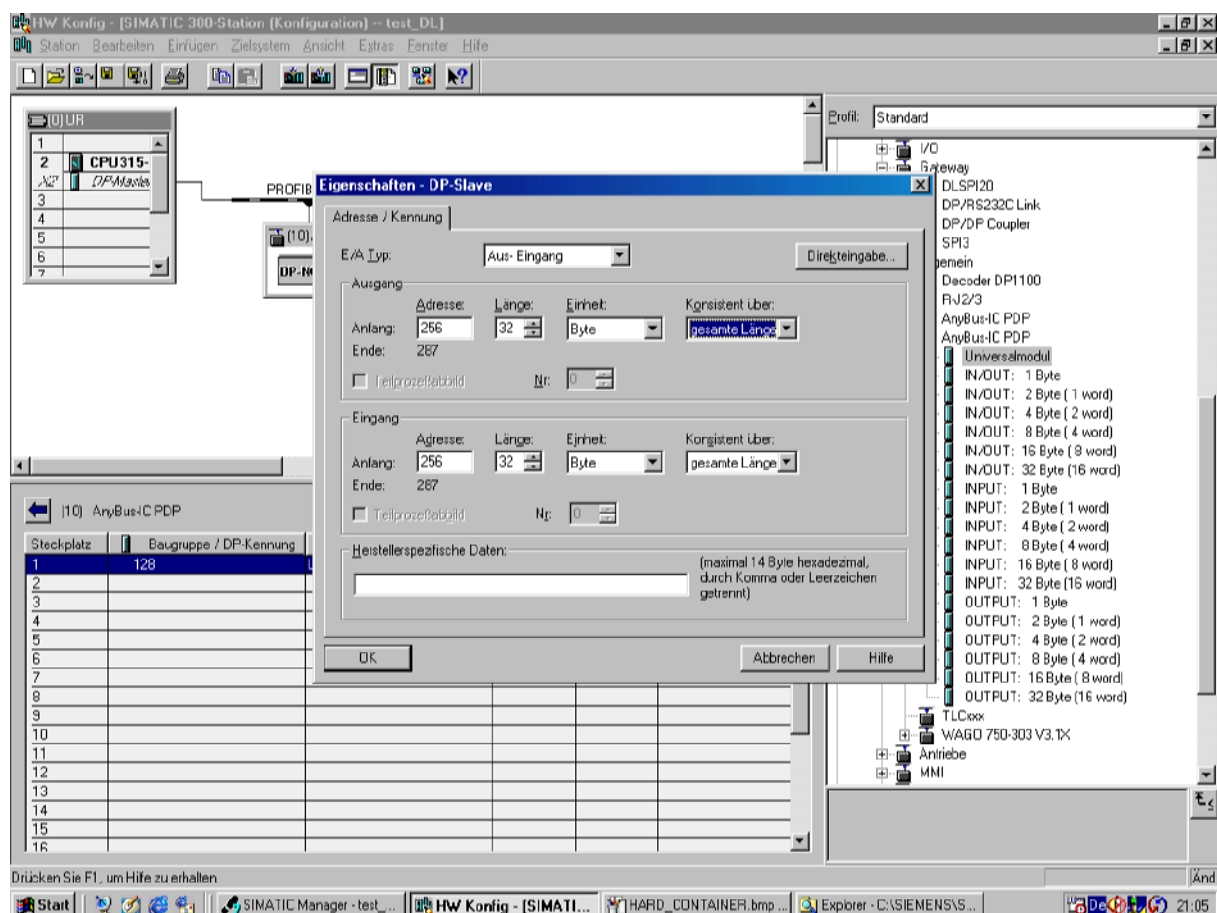 HW Konfig - [SIMATIC 300-Station (Konfiguration) -- test_DL]
Station Bearbeiten Einfügen Zielsystem Ansicht Extras Fenster Hilfe
(0) UR
1
2 CPU315-
X2 DP-Master
3
4
5
6
7
PROFIB
(10)
DP-N
Profil: Standard
I/O
Gateway
DLSPI20
DP/RS232C Link
DP/DP Coupler
SPI3
gemein
Decoder DP1100
RJ2/3
AnyBus-IC PDP
AnyBus-IC PDP
Universalmodul
IN/OUT: 1 Byte
IN/OUT: 2 Byte ( 1 word)
IN/OUT: 4 Byte ( 2 word)
IN/OUT: 8 Byte ( 4 word)
IN/OUT: 16 Byte ( 8 word)
IN/OUT: 32 Byte (16 word)
INPUT: 1 Byte
INPUT: 2 Byte ( 1 word)
INPUT: 4 Byte ( 2 word)
INPUT: 8 Byte ( 4 word)
INPUT: 16 Byte ( 8 word)
INPUT: 32 Byte (16 word)
OUTPUT: 1 Byte
OUTPUT: 2 Byte ( 1 word)
OUTPUT: 4 Byte ( 2 word)
OUTPUT: 8 Byte ( 4 word)
OUTPUT: 16 Byte ( 8 word)
OUTPUT: 32 Byte (16 word)
TLCxxx
WAGO 750-303 V3.1X
Antriebe
MMI
Eigenschaften - DP-Slave
Adresse / Kennung
E/A Typ: Aus- Eingang Direkteingabe...
Ausgang
Adresse: Länge: Einheit: Konsistent über:
Anfang: 256 32 Byte gesamte Länge
Ende: 287
Teilprozeßabbild Nr: 0
Eingang
Adresse: Länge: Einheit: Konsistent über:
Anfang: 256 32 Byte gesamte Länge
Ende: 287
Teilprozeßabbild Nr: 0
Herstellerspezifische Daten:
(maximal 14 Byte hexadezimal,
durch Komma oder Leerzeichen
getrennt)
OK Abbrechen Hilfe
(10) AnyBus-IC PDP
Steckplatz Baugruppe / DP-Kennung
1 128
2
3
4
5
6
7
8
9
10
11
12
13
14
15
16
Drücken Sie F1, um Hilfe zu erhalten Änd
Start SIMATIC Manager - test_... HW Konfig - [SIMATI... HARD_CONTAINER.bmp ... Explorer - C:\SIEMENS\S... De 21:05